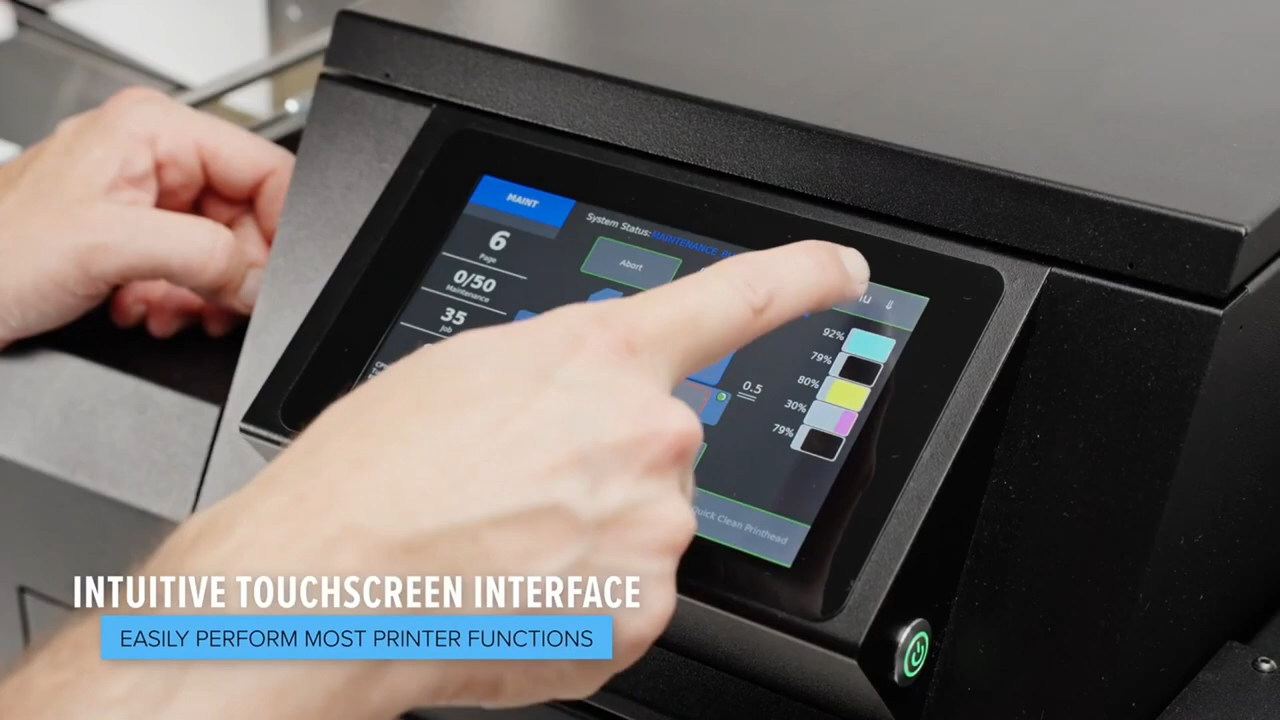 MAINT
System Status:MAINTENANCE
6
Page
Abort
0/50
Maintenance
35
Job
92%
79%
80%
0.5
30%
79%
Quick Clean Printhead
INTUITIVE TOUCHSCREEN INTERFACE
EASILY PERFORM MOST PRINTER FUNCTIONS